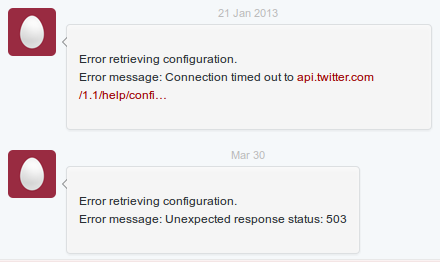 21 Jan 2013
Error retrieving configuration.
Error message: Connection timed out to api.twitter.com
/1.1/help/confi…
Mar 30
Error retrieving configuration.
Error message: Unexpected response status: 503